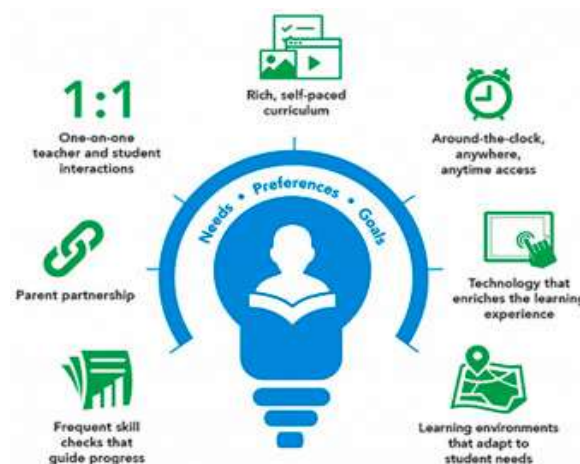 Rich, self-paced
curriculum
1:1
One-on-one
teacher and student
interactions
Around-the-clock,
anywhere,
anytime access
Needs • Preferences • Goals
Parent partnership
Technology that
enriches the learning
experience
Frequent skill
checks that
guide progress
Learning environments
that adapt to
student needs